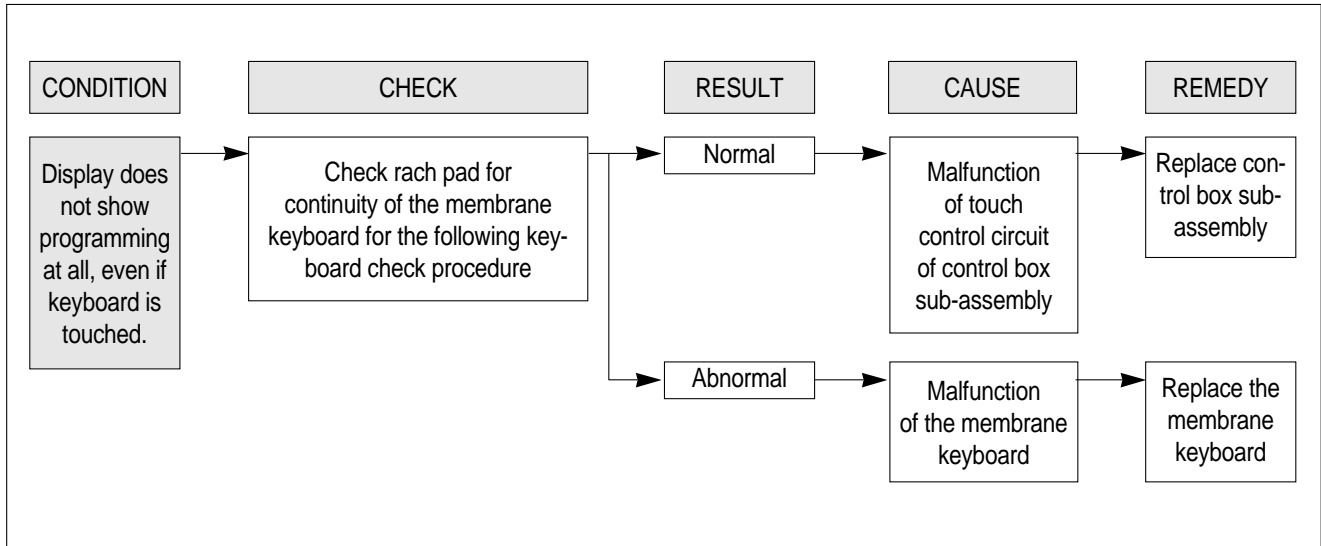 CONDITION
CHECK
RESULT
CAUSE
REMEDY
Display does
not show
programming
at all, even if
keyboard is
touched.
Check rach pad for
continuity of the membrane
keyboard for the following key-
board check procedure
Normal
Malfunction
of touch
control circuit
of control box
sub-assembly
Replace con-
trol box sub-
assembly
Abnormal
Malfunction
of the membrane
keyboard
Replace the
membrane
keyboard